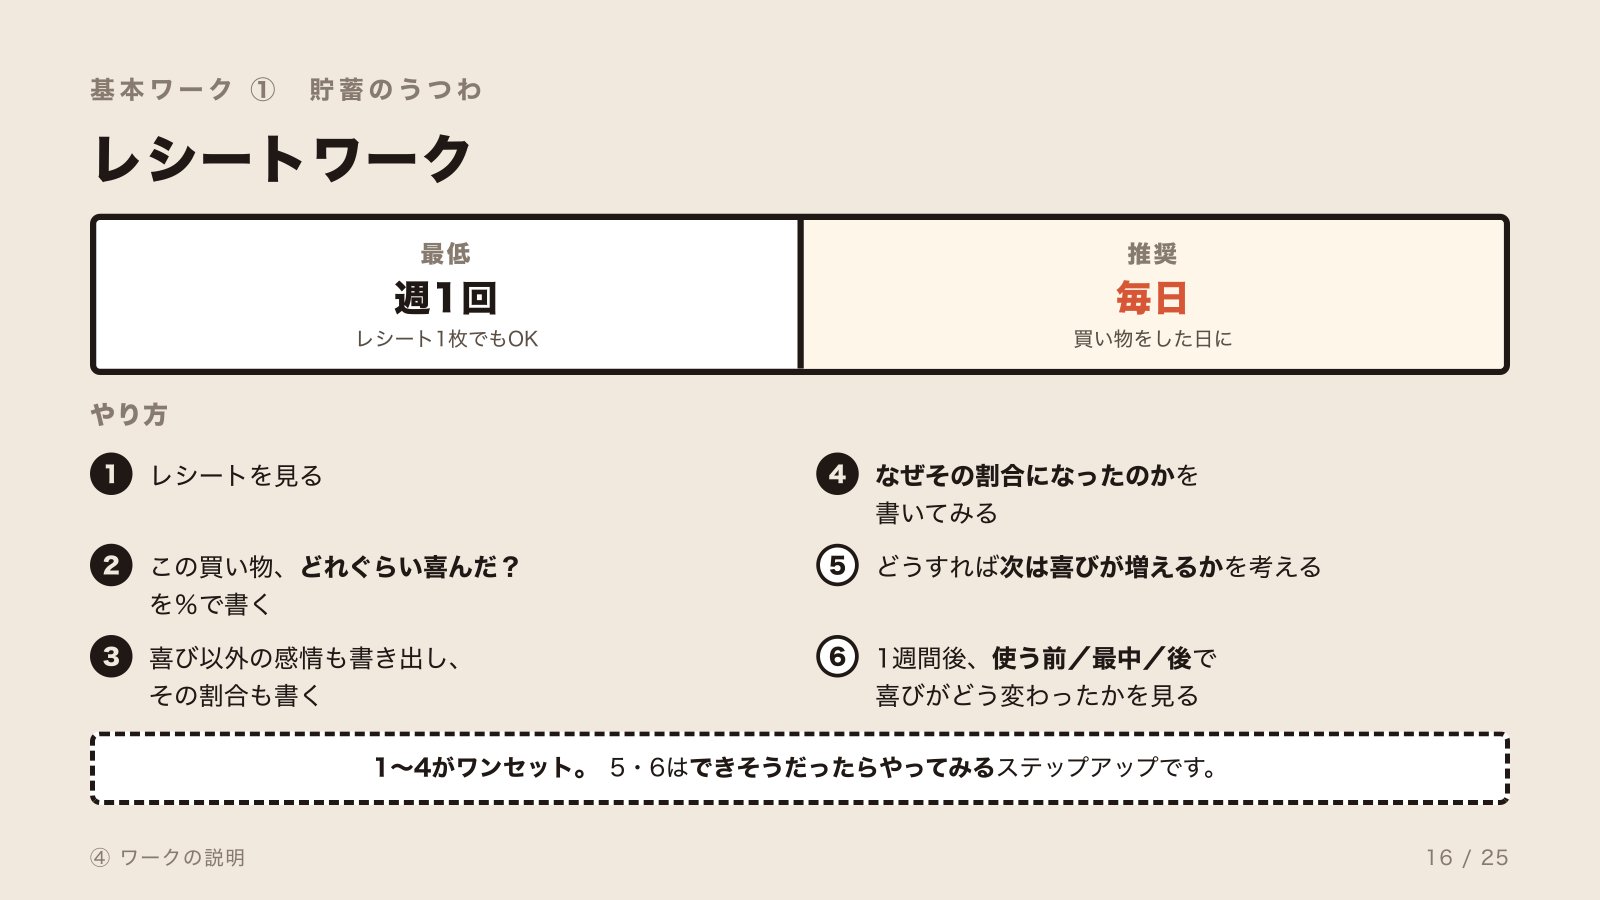 基本ワーク ①　貯蓄のうつわ
レシートワーク
最低
週1回
レシート1枚でもOK
推奨
毎日
買い物をした日に
やり方
1 レシートを見る
2 この買い物、どれぐらい喜んだ？
を％で書く
3 喜び以外の感情も書き出し、
その割合も書く
4 なぜその割合になったのかを
書いてみる
5 どうすれば次は喜びが増えるかを考える
6 1週間後、使う前／最中／後で
喜びがどう変わったかを見る
1〜4がワンセット。 5・6はできそうだったらやってみるステップアップです。
④ ワークの説明
16 / 25